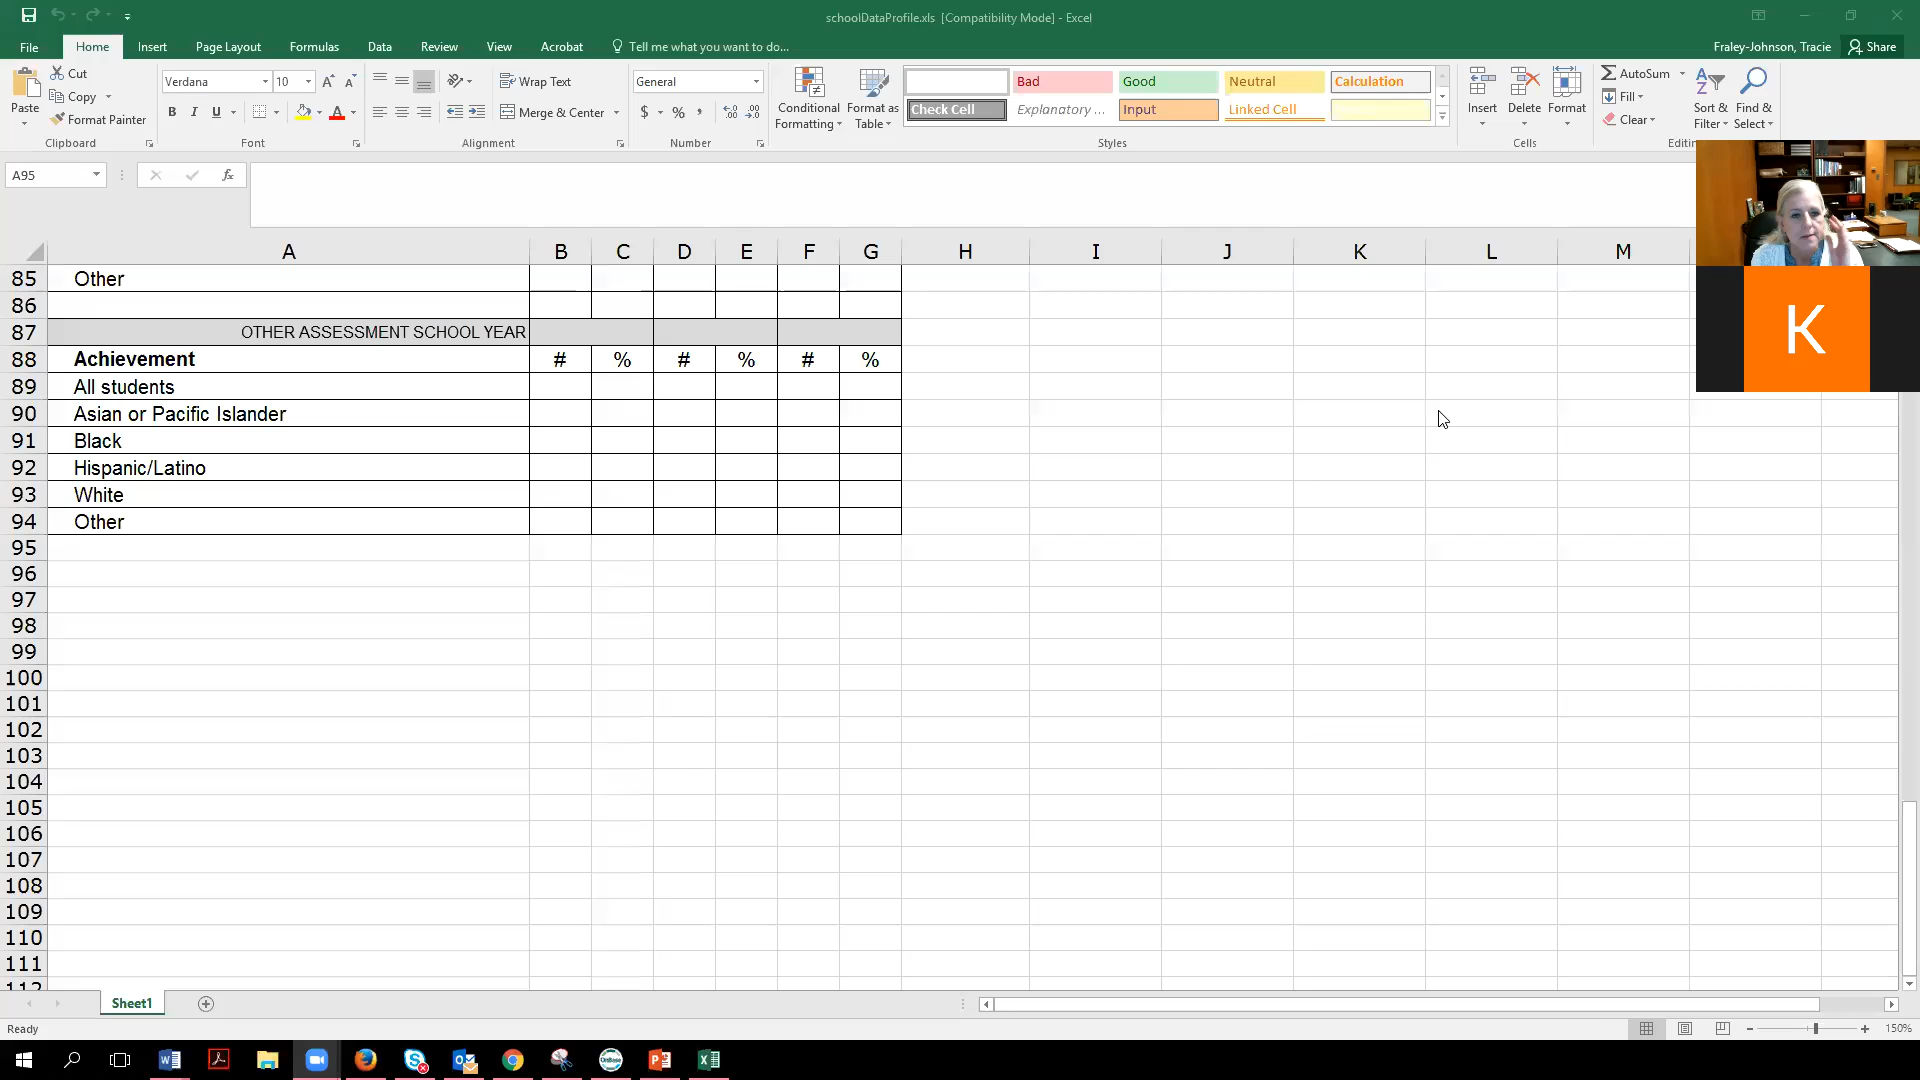 schoolDataProfile.xls [Compatibility Mode] - Excel
File Home Insert Page Layout Formulas Data Review View Acrobat Tell me what you want to do... Fraley-Johnson, Tracie Share
Paste
Cut
Copy
Format Painter
Clipboard
Verdana 10
B I U
Font
Wrap Text
Merge & Center
Alignment
General
$ % ,
Number
Conditional Formatting
Format as Table
Bad Good Neutral Calculation
Check Cell Explanatory ... Input Linked Cell
Styles
Insert Delete Format
Cells
AutoSum
Fill
Clear
Sort & Filter
Find & Select
Editin
A95 fx
A B C D E F G H I J K L M
85 Other
86
87 OTHER ASSESSMENT SCHOOL YEAR
88 Achievement # % # % # %
89 All students
90 Asian or Pacific Islander
91 Black
92 Hispanic/Latino
93 White
94 Other
95
96
97
98
99
100
101
102
103
104
105
106
107
108
109
110
111
112
K
Sheet1
Ready 150%